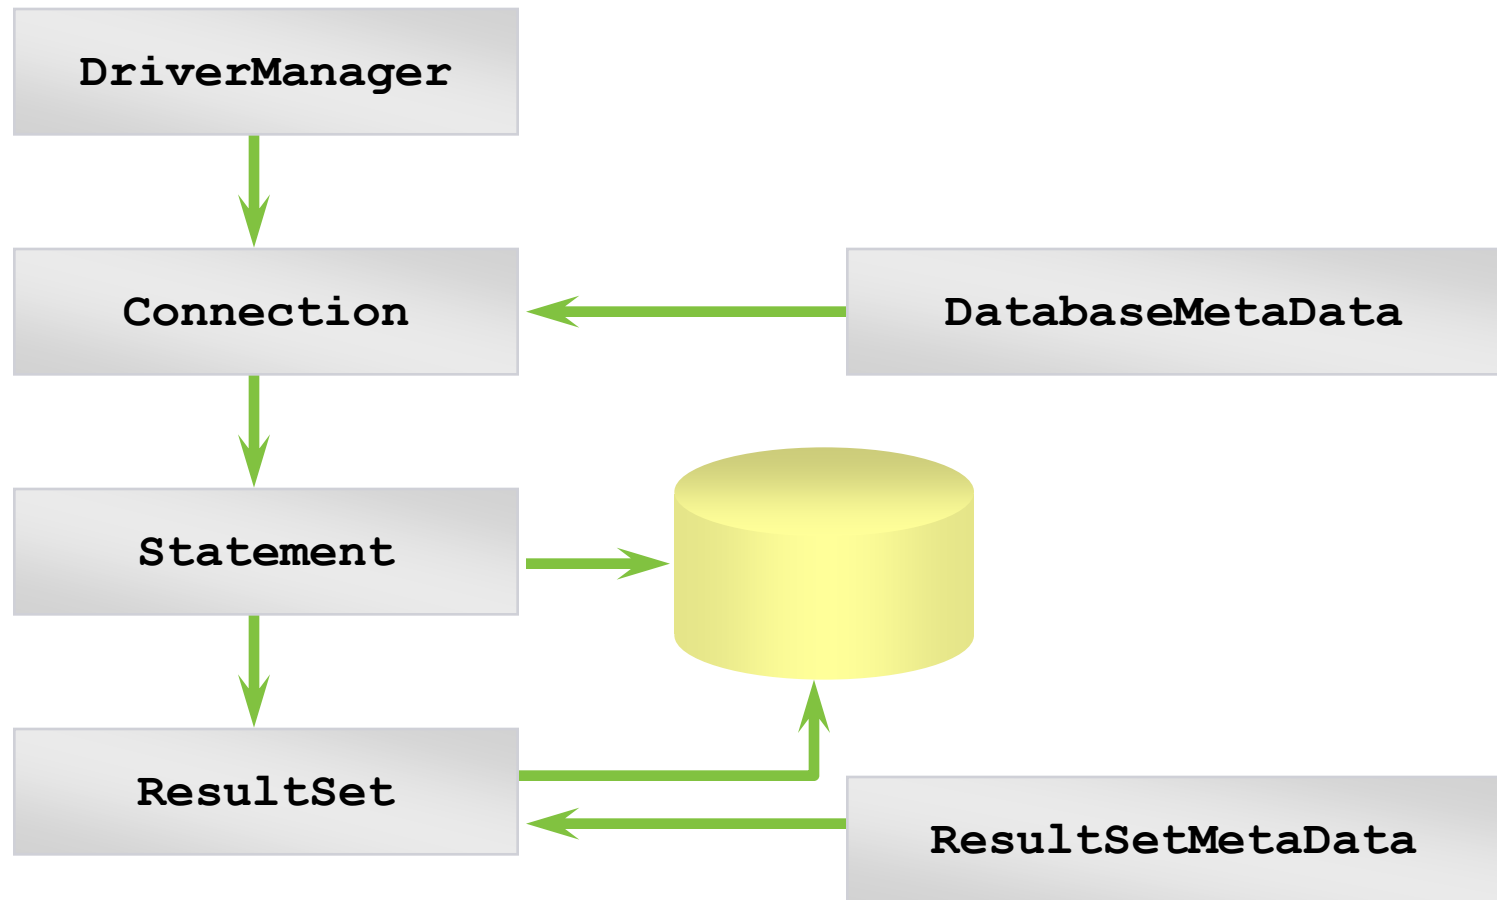 DriverManager
Connection
DatabaseMetaData
Statement
ResultSet
ResultSetMetaData